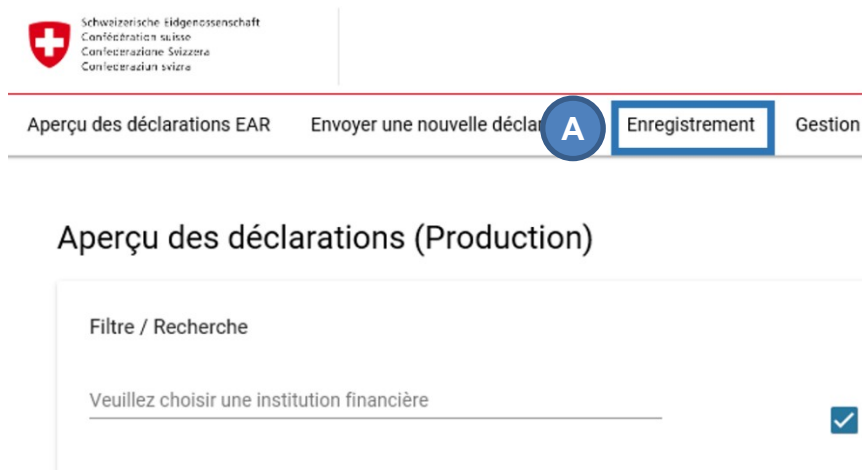 Schweizerische Eidgenossenschaft
Confédération suisse
Confederazione Svizzera
Confederaziun svizra
Aperçu des déclarations EAR Envoyer une nouvelle déclar A Enregistrement Gestion
Aperçu des déclarations (Production)
Filtre / Recherche
Veuillez choisir une institution financière